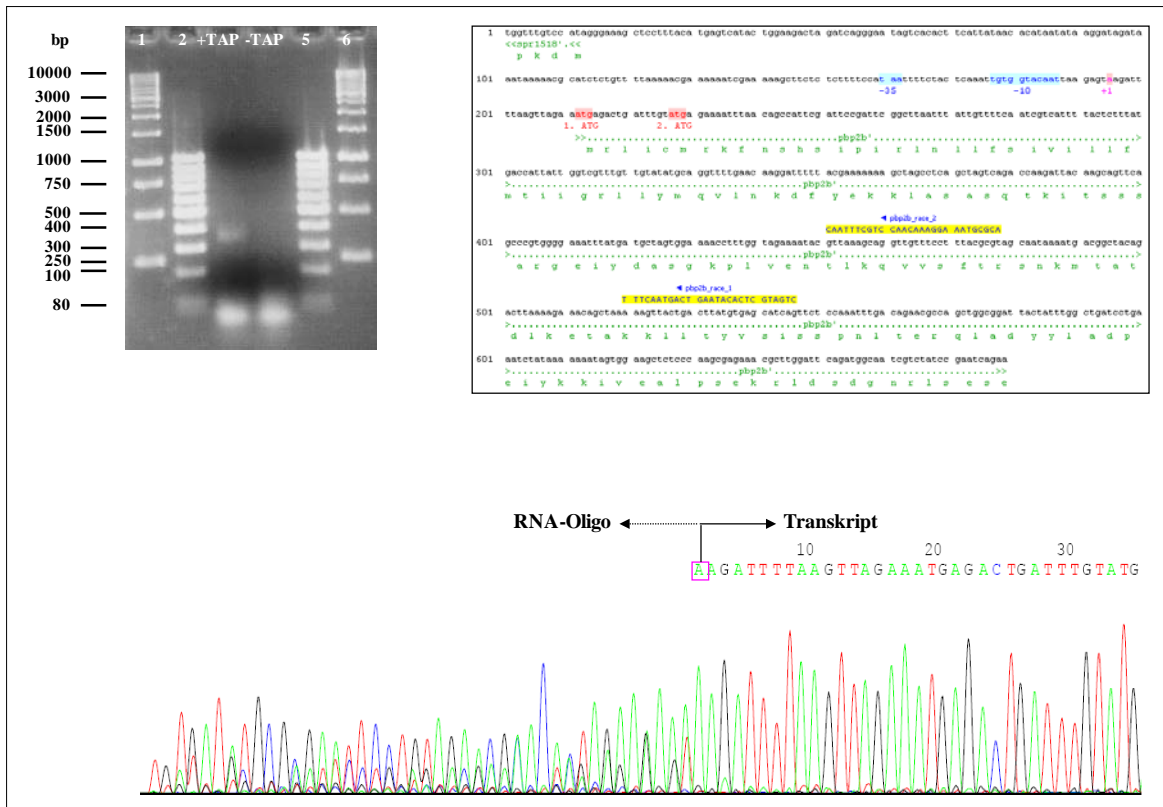 bp
1 2 +TAP -TAP 5 6
10000
3000
2000
1500
1000
750
500
400
300
250
100
80
1 tggtttgtcc atagggaaag ctcctttaca tgagtcatac tggaagacta gatcagggaa tagtcacact tcattataac acataatata aggatagata
<<spr1518'.<<
p k d m
101 aataaaaacg catctctgtt ttaaaaacga aaaaatcgaa aaagcttctc tcttttccat aattttctac tcaaattgtg gtacaattaa gagtaagatt
-35 -10 +1
201 ttaagttaga aatgagactg atttgtatga gaaaatttaa cagccattcg attccgattc ggcttaattt attgttttca atcgtcattt tactctttat
1. ATG 2. ATG
>>...pbp2b'...>
m r l i c m r k f n s h s i p i r l n l l f s i v i l l f
301 gaccattatt ggtcgtttgt tgtatatgca ggttttgaac aaggattttt acgaaaaaaa gctagcctca gctagtcaga ccaagattac aagcagttca
>...pbp2b'...>
m t i i g r l l y m q v l n k d f y e k k l a s a s q t k i t s s s
pbp2b_race_2
CAATTTCGTC CAACAAAGGA AATGCGCA
401 gcccgtgggg aaatttatga tgctagtgga aaacctttgg tagaaaatac gttaaagcag gttgtttcct ttacgcgtag caataaaatg acggctacag
>...pbp2b'...>
a r g e i y d a s g k p l v e n t l k q v v s f t r s n k m t a t
pbp2b_race_1
T TTCAATGACT GAATACACTC GTAGTC
501 acttaaaaga aacagctaaa aagttactga cttatgtgag catcagttct ccaaatttga cagaacgcca gctggcggat tactatttgg ctgatcctga
>...pbp2b'...>
d l k e t a k k l l t y v s i s s p n l t e r q l a d y y l a d p
601 aatctataaa aaaatagtgg aagctctccc aagcgagaaa cgcttggatt cagatggcaa tcgtctatcc gaatcagaa
>...pbp2b'...>>
e i y k k i v e a l p s e k r l d s d g n r l s e s e
RNA-Oligo Transkript
10 20 30
AAGATTTTAAGTTAGAAATGAGACTGATTTGTATG